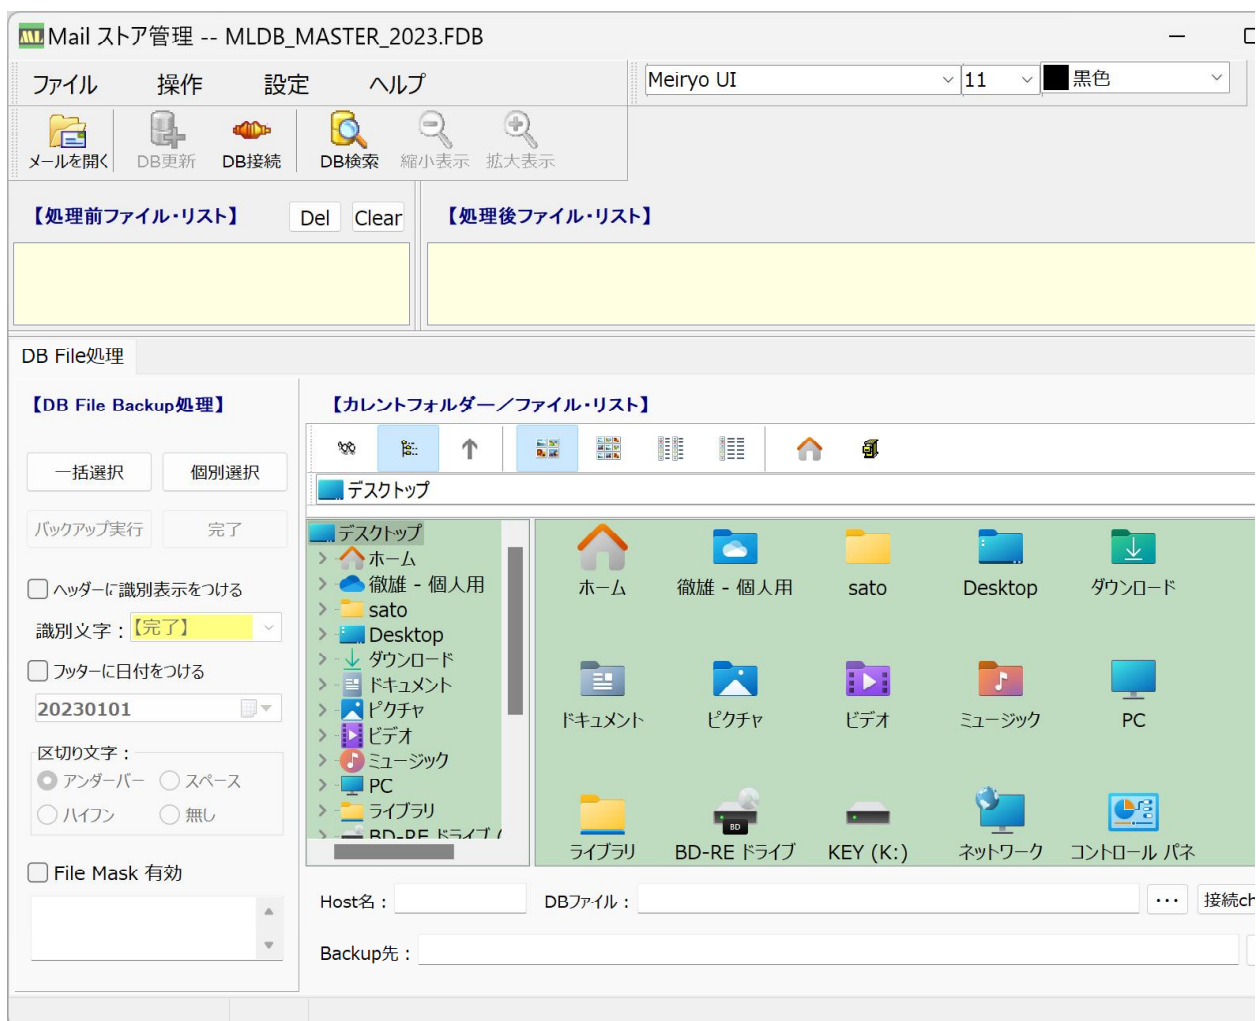 Mail ストア管理 -- MLDB_MASTER_2023.FDB
ファイル 操作 設定 ヘルプ
Meiryo UI 11 黒色
メールを開く DB更新 DB接続 DB検索 縮小表示 拡大表示
【処理前ファイル・リスト】 Del Clear 【処理後ファイル・リスト】
DB File処理
【DB File Backup処理】
一括選択 個別選択
バックアップ実行 完了
ヘッダーに識別表示をつける
識別文字： 【完了】
フッターに日付をつける
20230101
区切り文字：
アンダーバー スペース
ハイフン 無し
File Mask 有効
【カレントフォルダー／ファイル・リスト】
デスクトップ
デスクトップ
ホーム
徹雄 - 個人用
sato
Desktop
ダウンロード
ドキュメント
ピクチャ
ビデオ
ミュージック
PC
ライブラリ
BD-RE ドライブ (
ホーム 徹雄 - 個人用 sato Desktop ダウンロード
ドキュメント ピクチャ ビデオ ミュージック PC
BD
ライブラリ BD-RE ドライブ KEY (K:) ネットワーク コントロール パネ
Host名： DBファイル： ... 接続ch
Backup先：